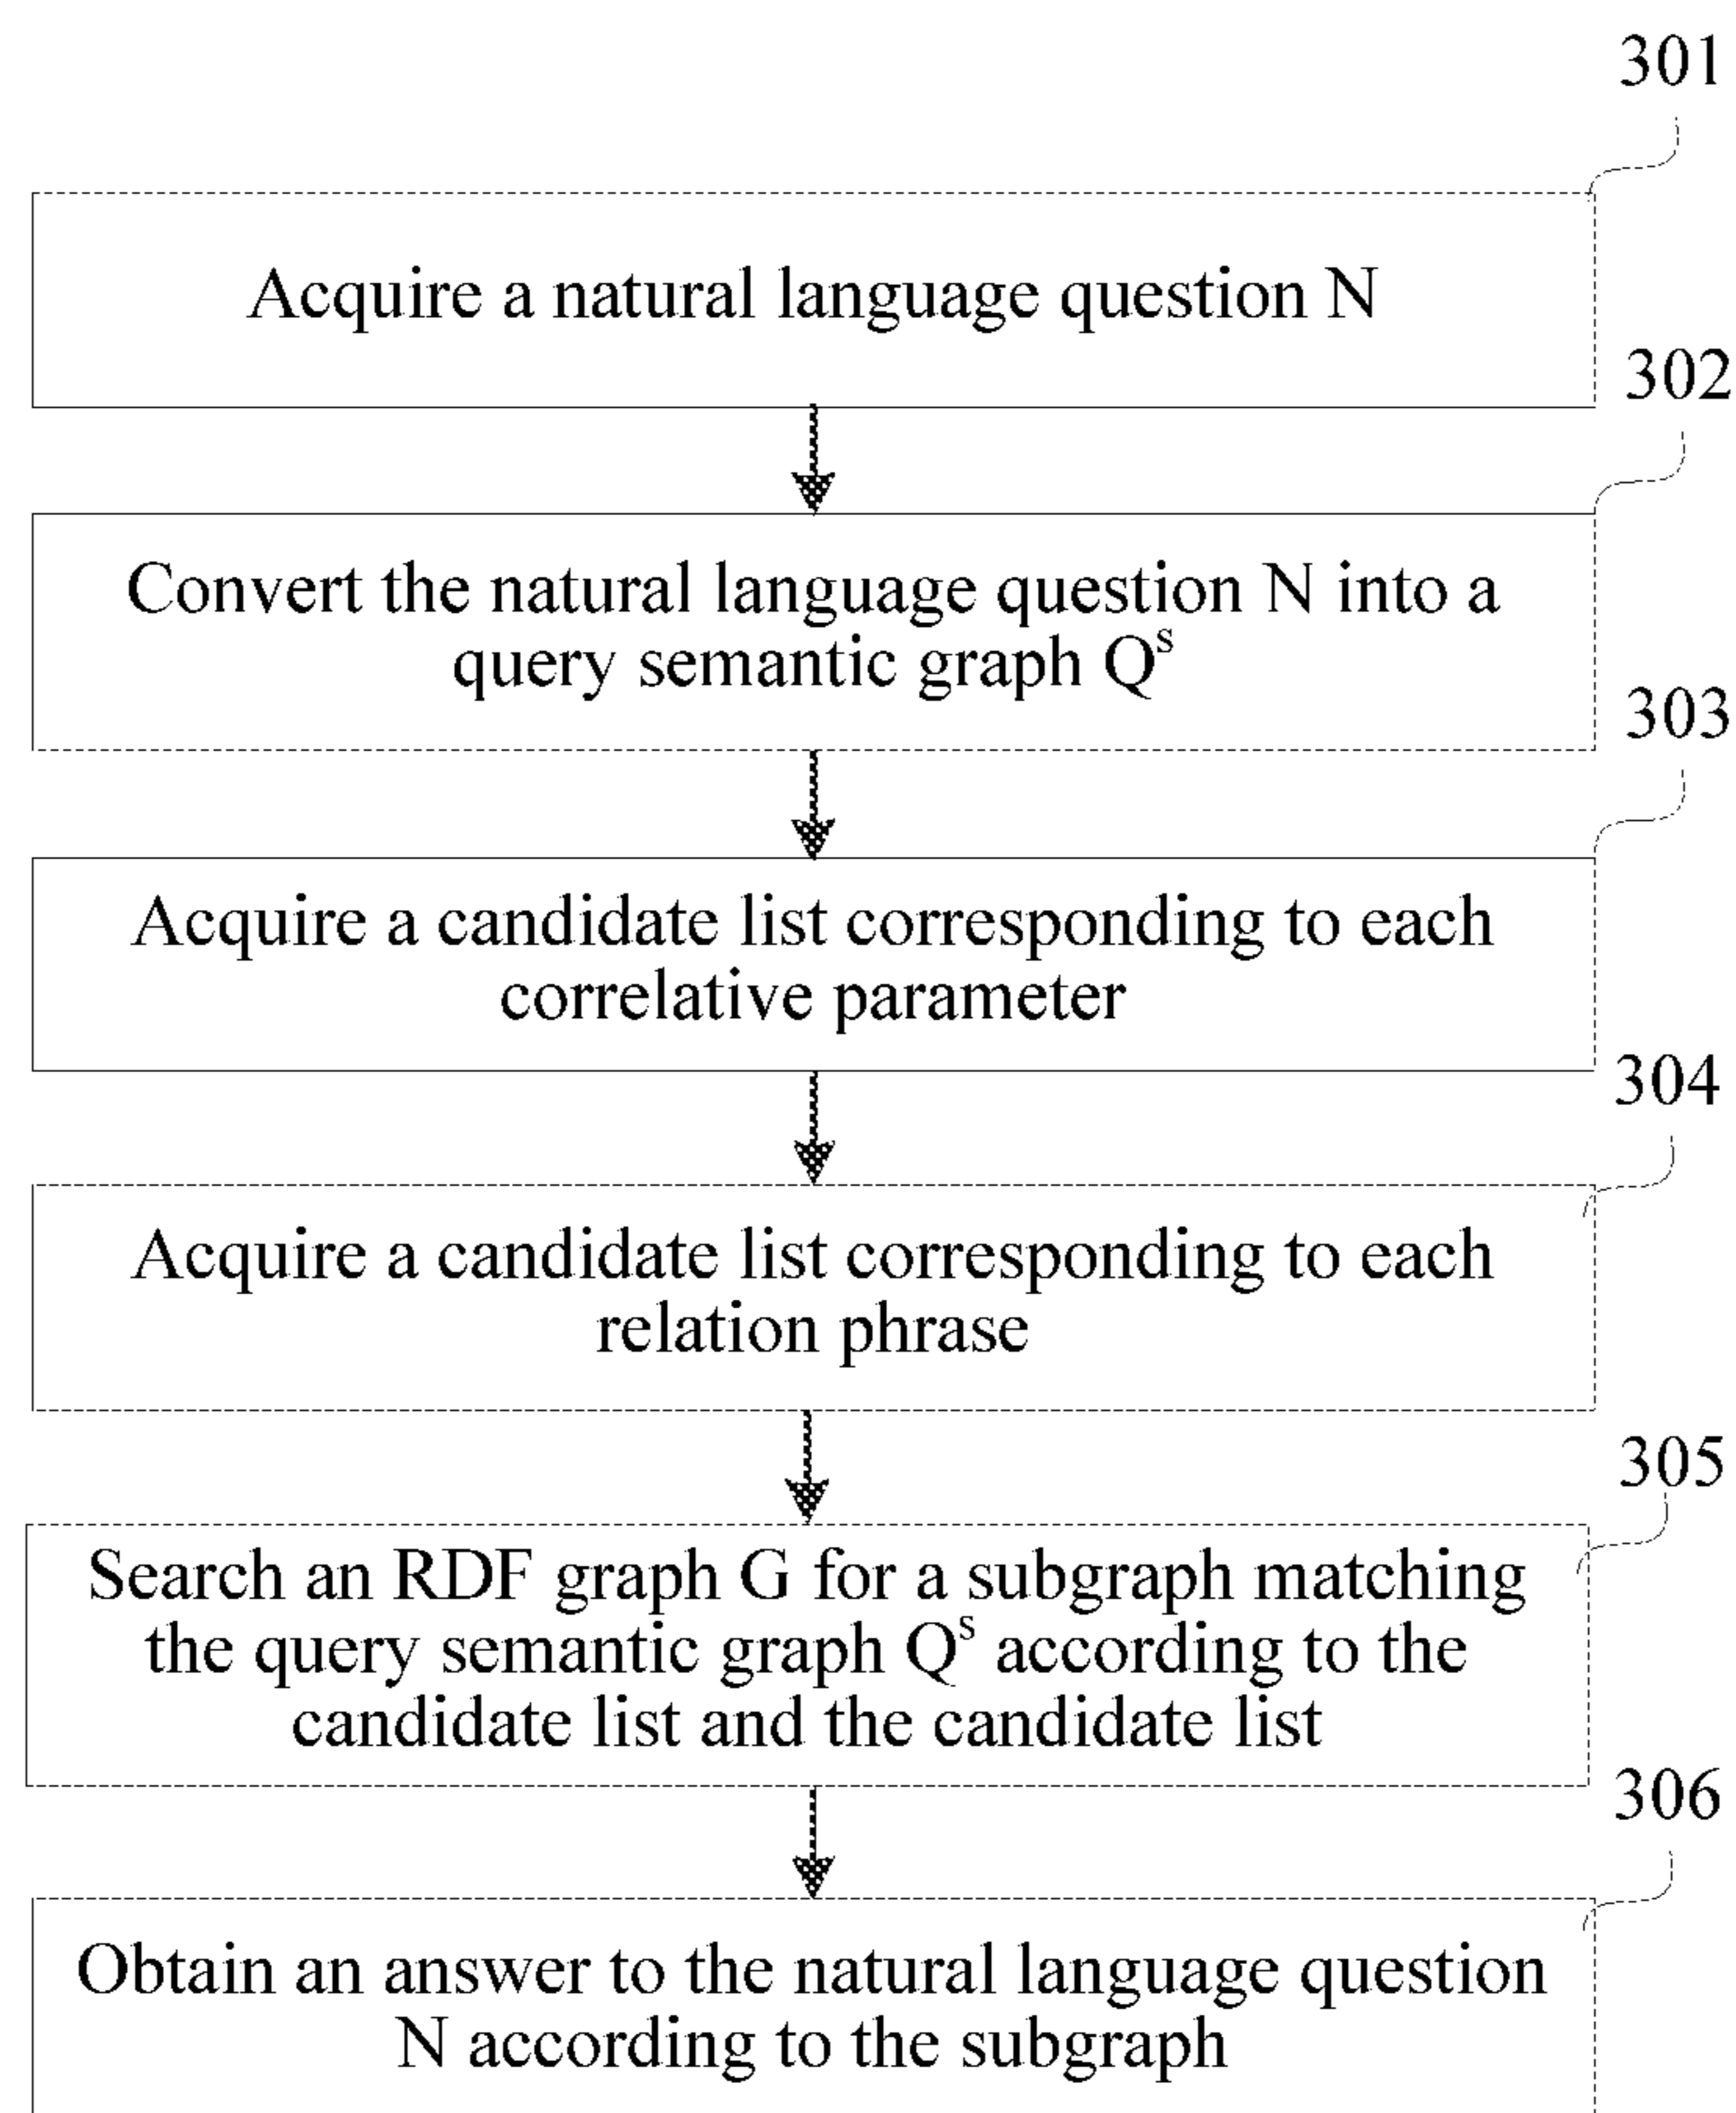 301
Acquire a natural language question N
302
Convert the natural language question N into a
query semantic graph Qˢ
303
Acquire a candidate list corresponding to each
correlative parameter
304
Acquire a candidate list corresponding to each
relation phrase
305
Search an RDF graph G for a subgraph matching
the query semantic graph Qˢ according to the
candidate list and the candidate list
306
Obtain an answer to the natural language question
N according to the subgraph